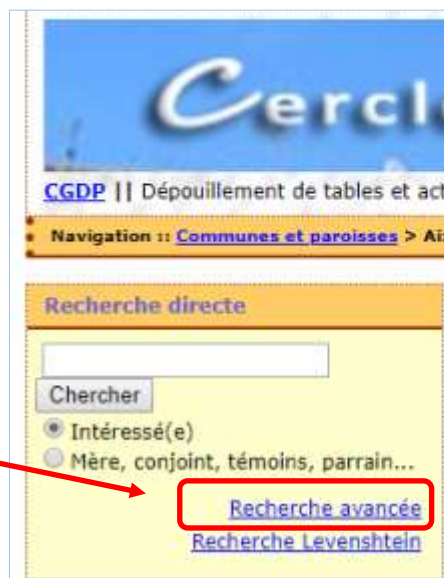 Cercl
CGDP || Dépouillement de tables et act
Navigation :: Communes et paroisses > Ai
Recherche directe
Chercher
Intéressé(e)
Mère, conjoint, témoins, parrain...
Recherche avancée
Recherche Levenshtein